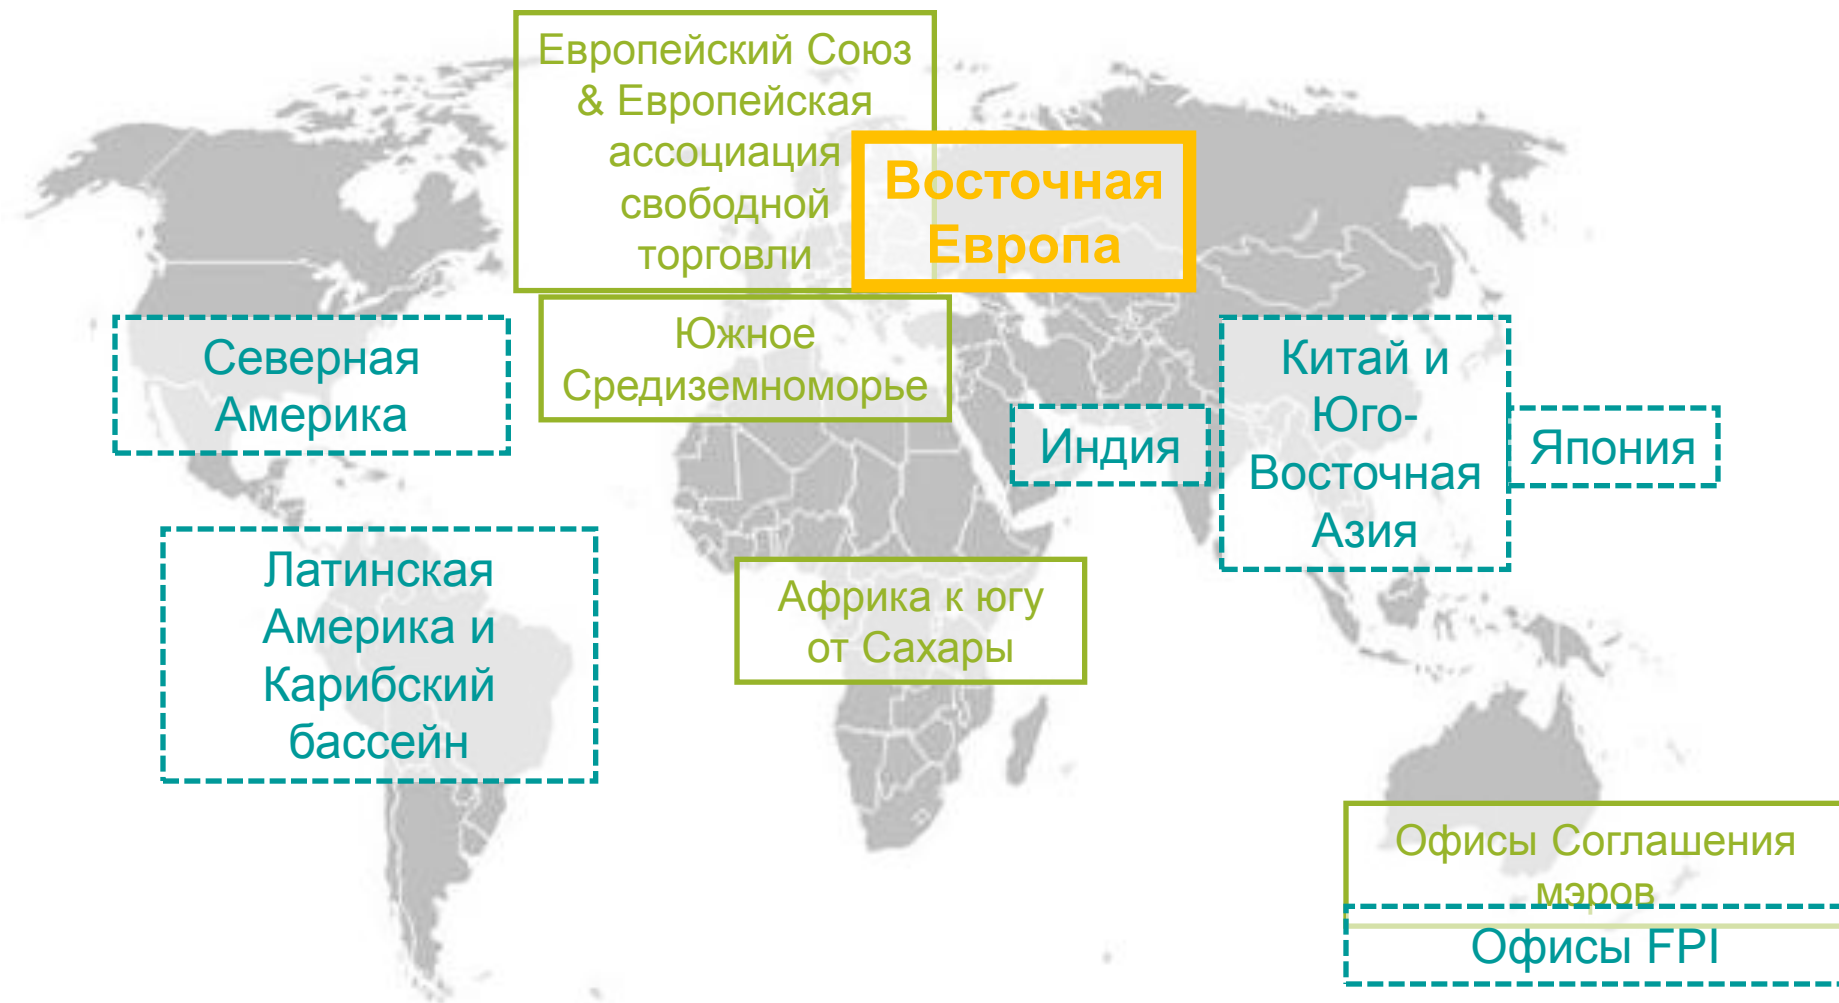 Европейский Союз
& Европейская
ассоциация
свободной
торговли
Восточная
Европа
Южное
Средиземноморье
Северная
Америка
Китай и
Юго-
Восточная
Азия
Индия
Япония
Латинская
Америка и
Карибский
бассейн
Африка к югу
от Сахары
Офисы Соглашения
мэров
Офисы FPI